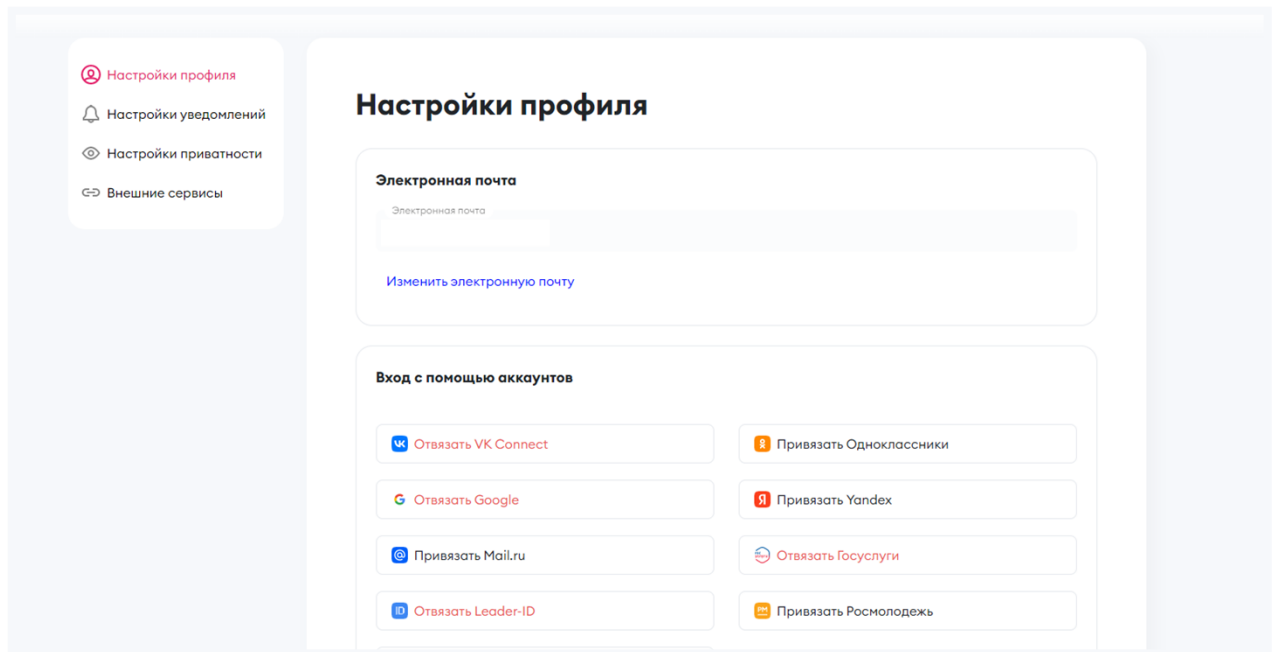 Настройки профиля
Настройки уведомлений
Настройки приватности
Внешние сервисы
Настройки профиля
Электронная почта
Электронная почта
Изменить электронную почту
Вход с помощью аккаунтов
Отвязать VK Connect
Привязать Одноклассники
Отвязать Google
Привязать Yandex
Привязать Mail.ru
Отвязать Госуслуги
Отвязать Leader-ID
Привязать Росмолодежь